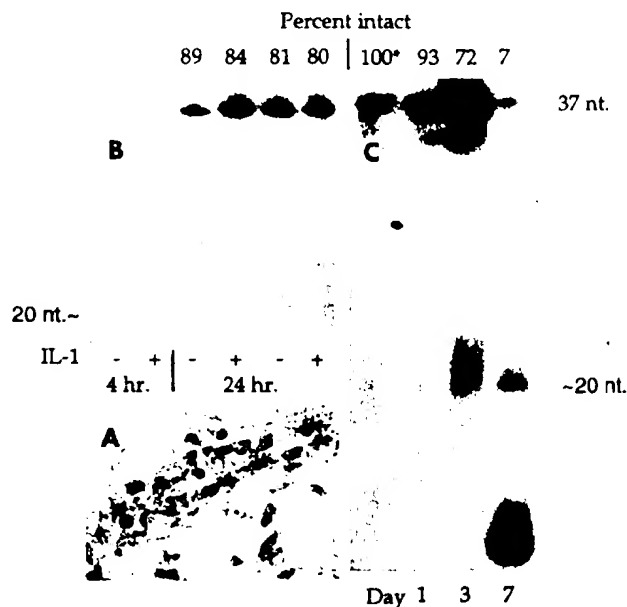 Percent intact
89 84 81 80 | 100* 93 72 7
37 nt.
B C
20 nt.~
IL-1 - + | - + - +
4 hr. 24 hr.
~20 nt.
A
Day 1 3 7